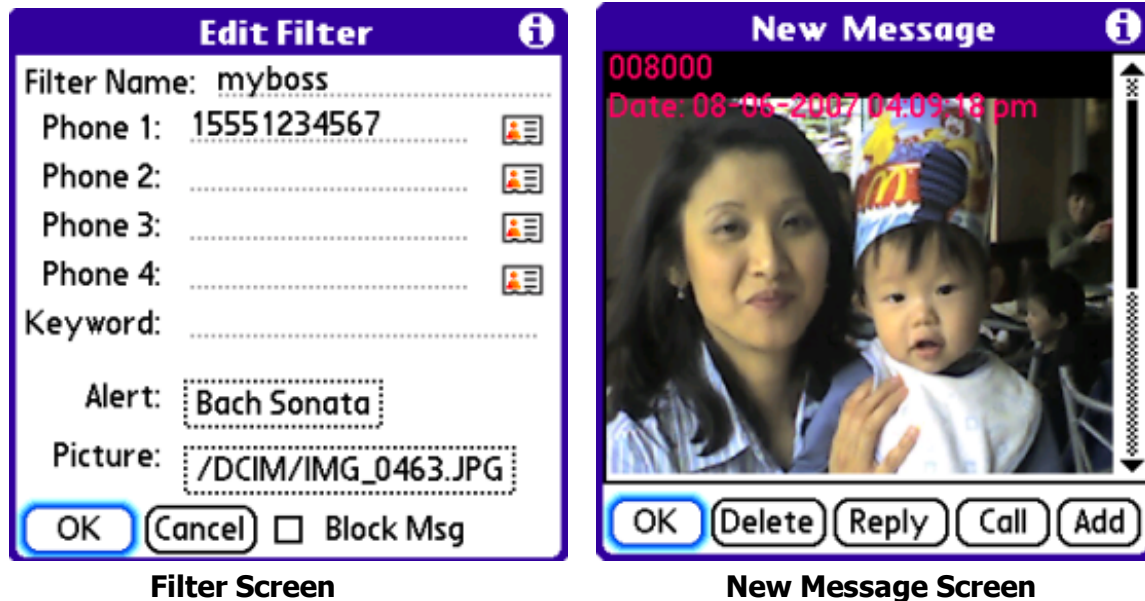 Edit Filter
Filter Name: myboss
Phone 1: 15551234567
Phone 2:
Phone 3:
Phone 4:
Keyword:
Alert: Bach Sonata
Picture: /DCIM/IMG_0463.JPG
OK Cancel Block Msg
Filter Screen
New Message
008000
Date: 08-06-2007 04:09:18 pm
OK Delete Reply Call Add
New Message Screen